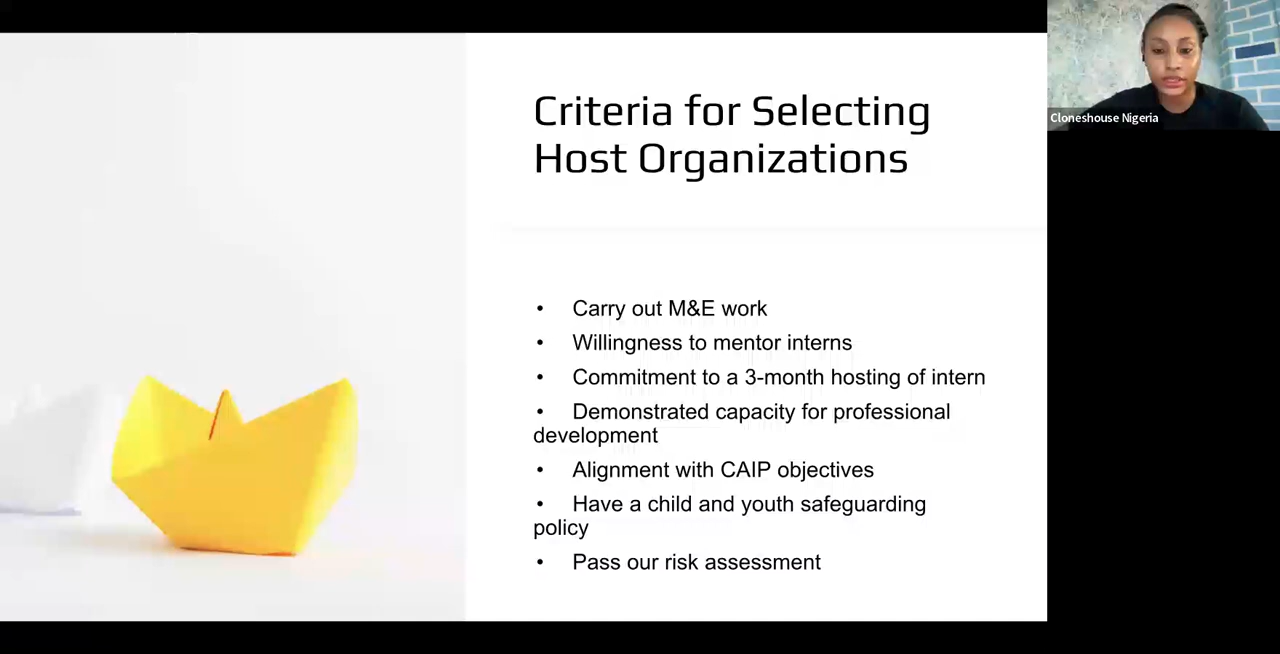 Criteria for Selecting
Host Organizations
• Carry out M&E work
• Willingness to mentor interns
• Commitment to a 3-month hosting of intern
• Demonstrated capacity for professional
development
• Alignment with CAIP objectives
• Have a child and youth safeguarding
policy
• Pass our risk assessment
Cloneshouse Nigeria